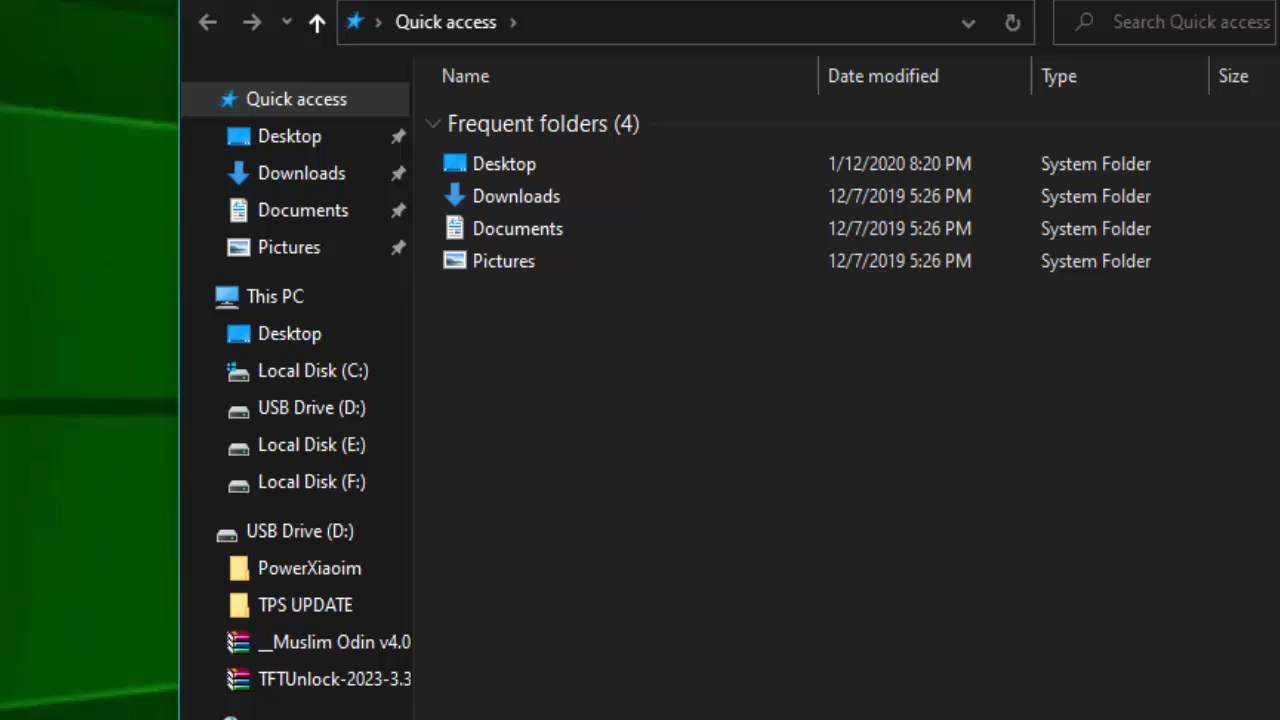 Quick access
Search Quick access
Name
Date modified
Type
Size
Quick access
Desktop
Downloads
Documents
Pictures
This PC
Desktop
Local Disk (C:)
USB Drive (D:)
Local Disk (E:)
Local Disk (F:)
USB Drive (D:)
PowerXiaoim
TPS UPDATE
__Muslim Odin v4.0
TFTUnlock-2023-3.3
Frequent folders (4)
Desktop 1/12/2020 8:20 PM System Folder
Downloads 12/7/2019 5:26 PM System Folder
Documents 12/7/2019 5:26 PM System Folder
Pictures 12/7/2019 5:26 PM System Folder